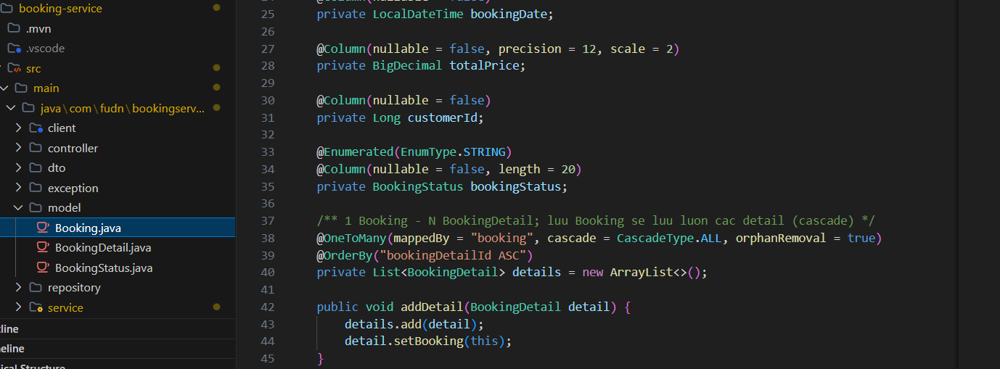 booking-service
.mvn
.vscode
src
main
java\com\fudn\bookingserv...
client
controller
dto
exception
model
Booking.java
BookingDetail.java
BookingStatus.java
repository
service
tline
neline
ical Structure
25 private LocalDateTime bookingDate;
26
27 @Column(nullable = false, precision = 12, scale = 2)
28 private BigDecimal totalPrice;
29
30 @Column(nullable = false)
31 private Long customerId;
32
33 @Enumerated(EnumType.STRING)
34 @Column(nullable = false, length = 20)
35 private BookingStatus bookingStatus;
36
37 /** 1 Booking - N BookingDetail; luu Booking se luu luon cac detail (cascade) */
38 @OneToMany(mappedBy = "booking", cascade = CascadeType.ALL, orphanRemoval = true)
39 @OrderBy("bookingDetailId ASC")
40 private List<BookingDetail> details = new ArrayList<>();
41
42 public void addDetail(BookingDetail detail) {
43 details.add(detail);
44 detail.setBooking(this);
45 }